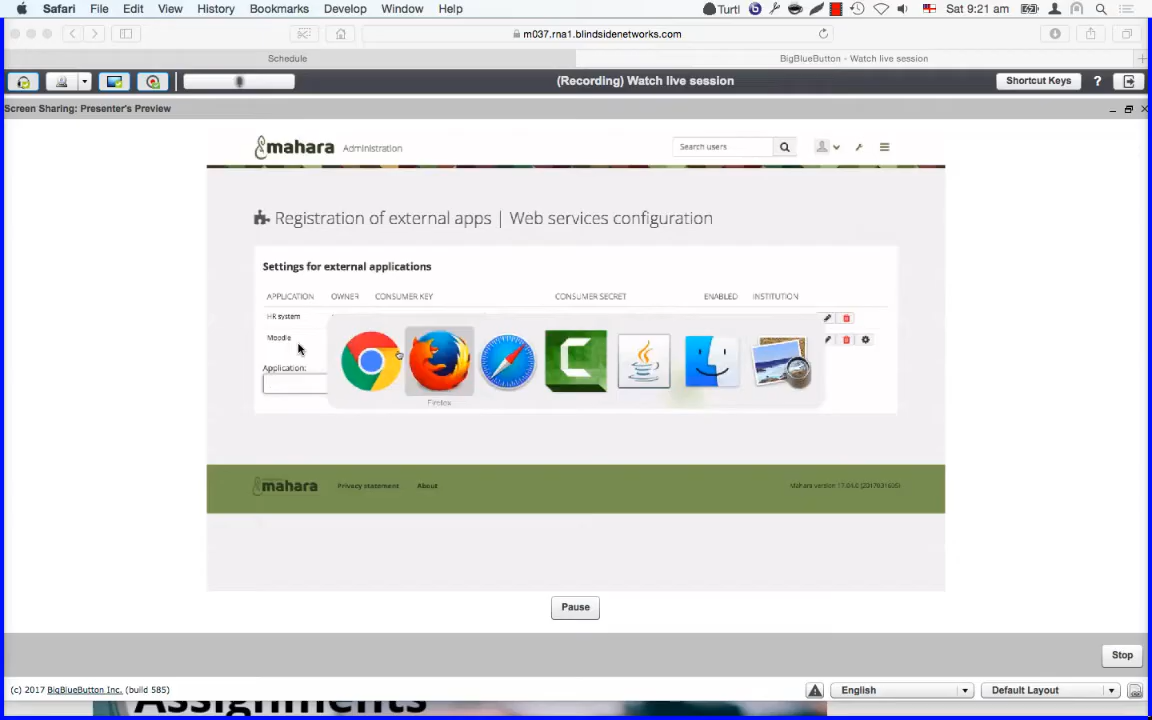 Safari File Edit View History Bookmarks Develop Window Help Turtl Sat 9:21 am
m037.rna1.blindsidenetworks.com
Schedule BigBlueButton - Watch live session
(Recording) Watch live session Shortcut Keys ?
Screen Sharing: Presenter's Preview
mahara Administration Search users
Registration of external apps | Web services configuration
Settings for external applications
APPLICATION OWNER CONSUMER KEY CONSUMER SECRET ENABLED INSTITUTION
HR system
Moodle
Application:
Firefox
mahara Privacy statement About Mahara version
Pause
Stop
(c) 2017 BigBlueButton Inc. (build 585) English Default Layout
Assignments